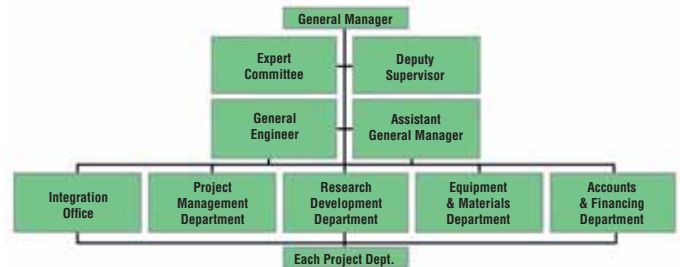 General Manager
Expert
Committee
Deputy
Supervisor
General
Engineer
Assistant
General Manager
Integration
Office
Project
Management
Department
Research
Development
Department
Equipment
& Materials
Department
Accounts
& Financing
Department
Each Project Dept.